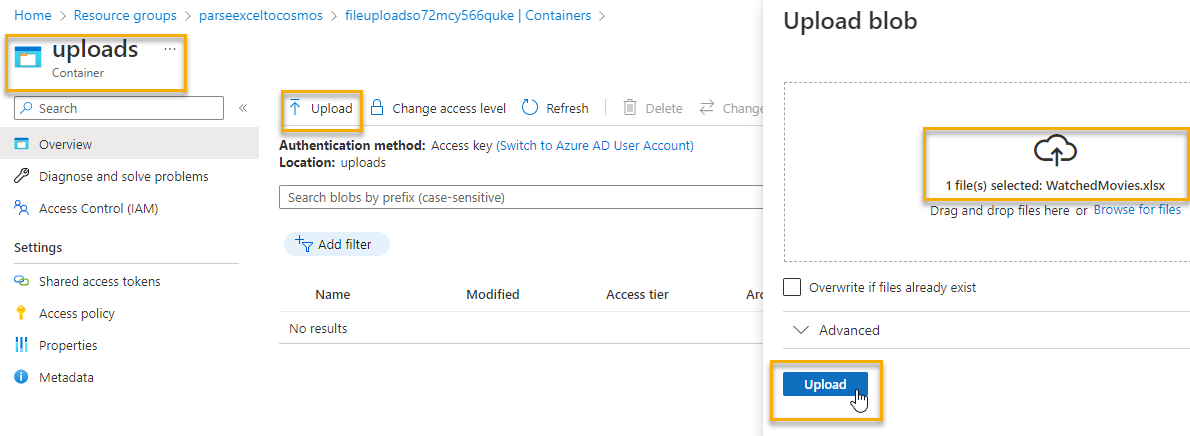 Home > Resource groups > parseexceltocosmos > fileuploadso72mcy566quke | Containers >
uploads ...
Container
Search «
Overview
Diagnose and solve problems
Access Control (IAM)
Settings
Shared access tokens
Access policy
Properties
Metadata
Upload Change access level Refresh Delete Change
Authentication method: Access key (Switch to Azure AD User Account)
Location: uploads
Search blobs by prefix (case-sensitive)
Add filter
Name Modified Access tier Arc
No results
Upload blob
1 file(s) selected: WatchedMovies.xlsx
Drag and drop files here or Browse for files
Overwrite if files already exist
Advanced
Upload